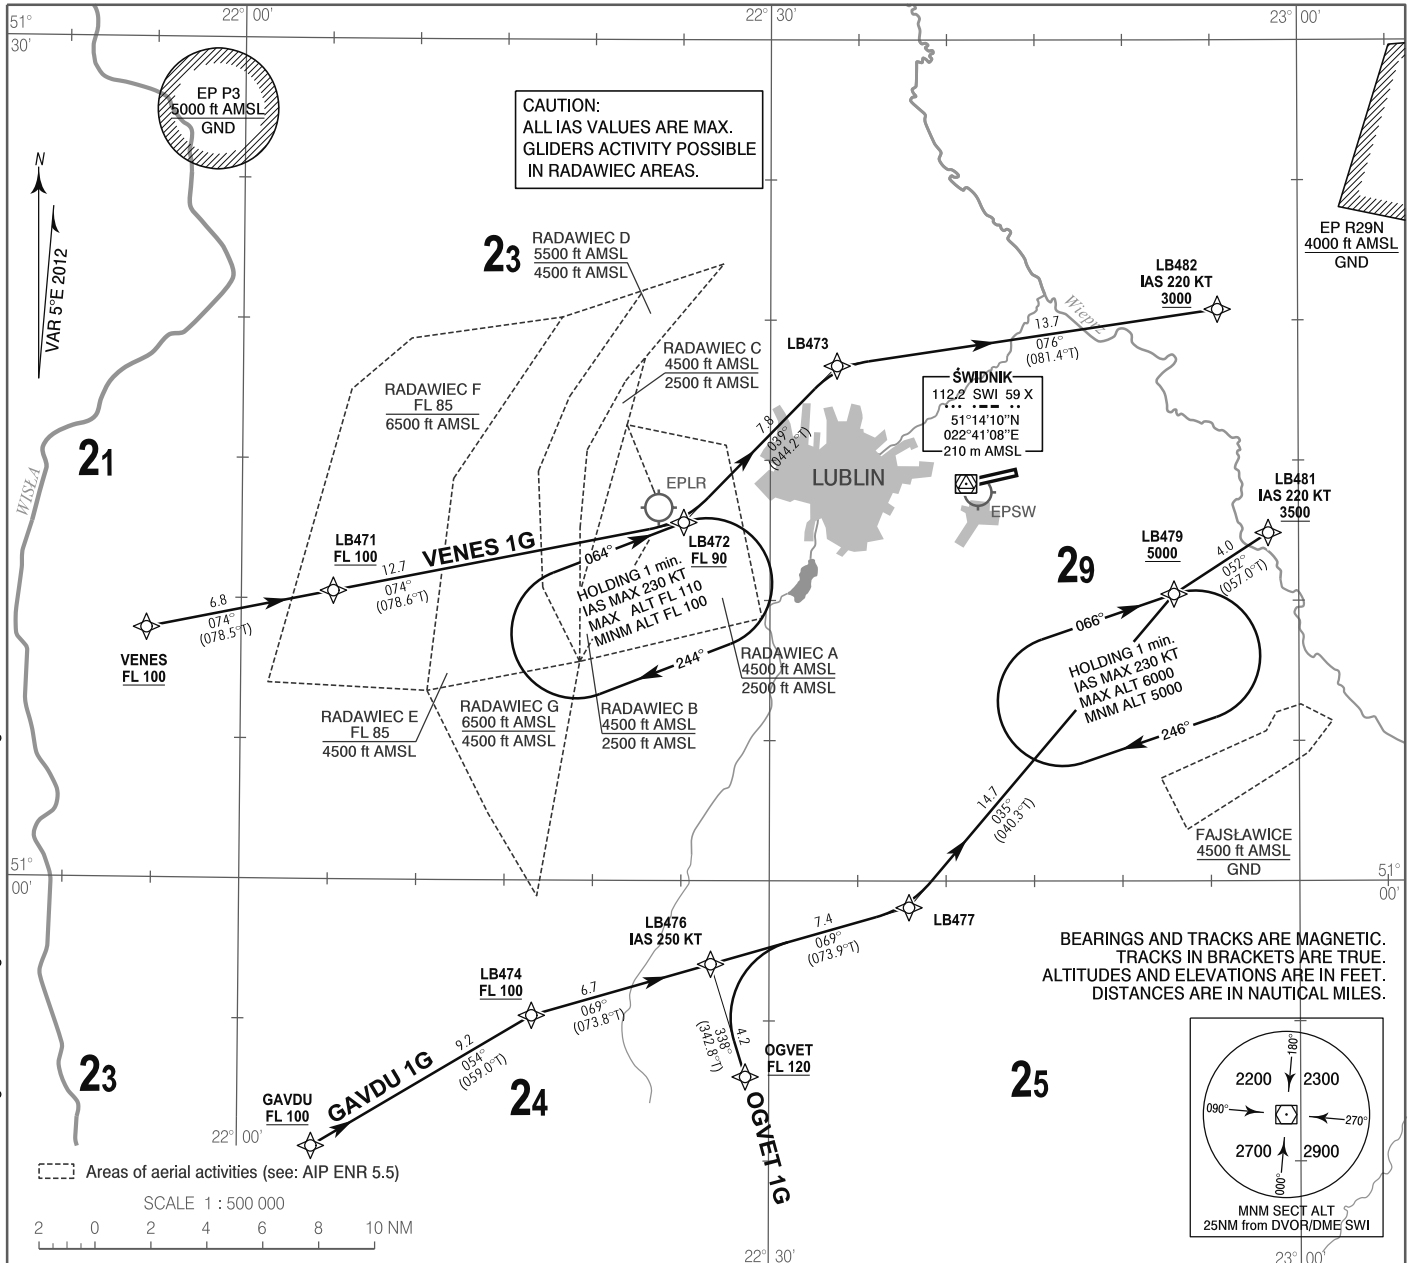 51°
30'
22° 00'
22° 30'
23° 00'
EP P3
5000 ft AMSL
GND
CAUTION:
ALL IAS VALUES ARE MAX.
GLIDERS ACTIVITY POSSIBLE
IN RADAWIEC AREAS.
N
VAR 5°E 2012
EP R29N
4000 ft AMSL
GND
23
RADAWIEC D
5500 ft AMSL
4500 ft AMSL
LB482
IAS 220 KT
3000
Wieprz
13.7
076°
(081.4°T)
LB473
RADAWIEC C
4500 ft AMSL
2500 ft AMSL
RADAWIEC F
FL 85
6500 ft AMSL
ŚWIDNIK
112.2 SWI 59 X
51°14'10"N
022°41'08"E
210 m AMSL
7.8
039°
(044.2°T)
21
WISŁA
LUBLIN
EPLR
EPSW
LB481
IAS 220 KT
3500
LB471
FL 100
VENES 1G
12.7
074°
(078.6°T)
064°
LB472
FL 90
LB479
5000
4.0
052°
(057.0°T)
29
6.8
074°
(078.5°T)
VENES
FL 100
HOLDING 1 min.
IAS MAX 230 KT
MAX ALT FL 110
MINM ALT FL 100
244°
066°
HOLDING 1 min.
IAS MAX 230 KT
MAX ALT 6000
MNM ALT 5000
246°
RADAWIEC A
4500 ft AMSL
2500 ft AMSL
RADAWIEC E
FL 85
4500 ft AMSL
RADAWIEC G
6500 ft AMSL
4500 ft AMSL
RADAWIEC B
4500 ft AMSL
2500 ft AMSL
14.7
035°
(040.3°T)
FAJSŁAWICE
4500 ft AMSL
GND
51°
00'
51°
00'
LB476
IAS 250 KT
7.4
069°
(073.9°T)
LB477
BEARINGS AND TRACKS ARE MAGNETIC.
TRACKS IN BRACKETS ARE TRUE.
ALTITUDES AND ELEVATIONS ARE IN FEET.
DISTANCES ARE IN NAUTICAL MILES.
LB474
FL 100
6.7
069°
(073.8°T)
9.2
054°
(059.0°T)
4.2
338°
(342.8°T)
OGVET
FL 120
OGVET 1G
23
24
25
GAVDU
FL 100
GAVDU 1G
22° 00'
180°
2200
2300
090°
270°
2700
2900
000°
MNM SECT ALT
25NM from DVOR/DME SWI
Areas of aerial activities (see: AIP ENR 5.5)
SCALE 1 : 500 000
2 0 2 4 6 8 10 NM
22° 30'
23° 00'